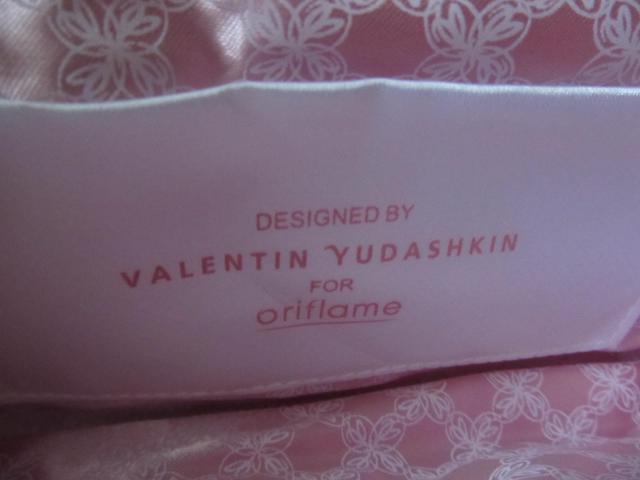 DESIGNED BY
VALENTIN YUDASHKIN
FOR
oriflame